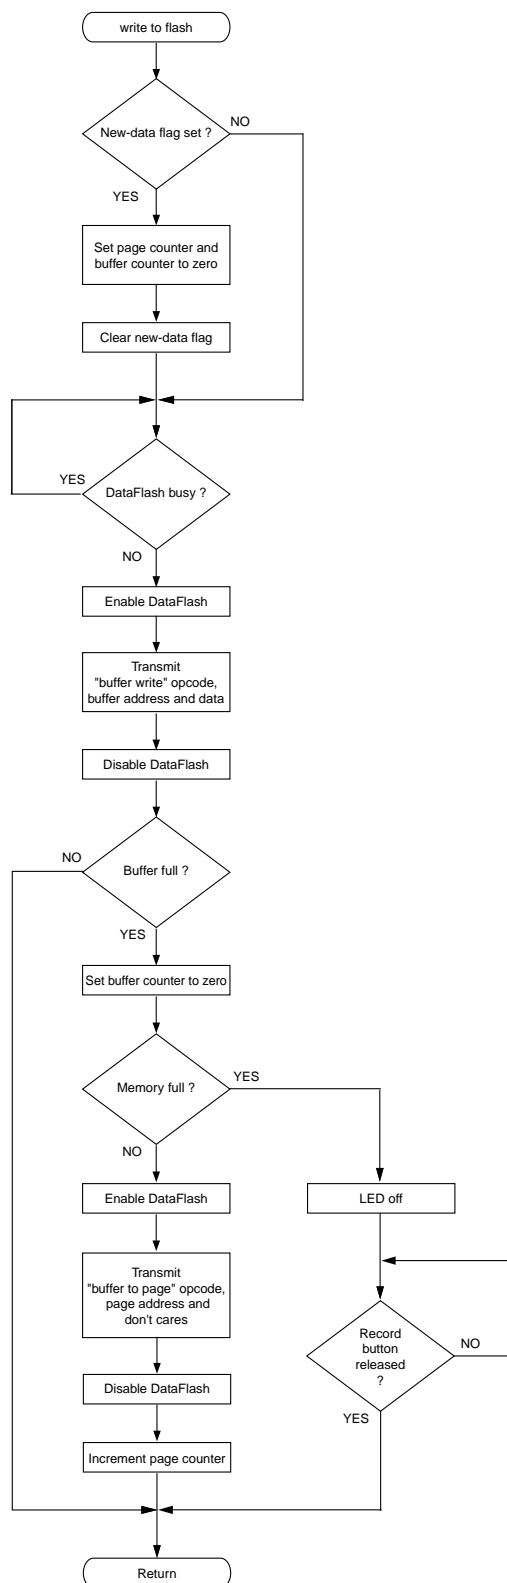 write to flash
New-data flag set ?
NO
YES
Set page counter and
buffer counter to zero
Clear new-data flag
YES
DataFlash busy ?
NO
Enable DataFlash
Transmit
"buffer write" opcode,
buffer address and data
Disable DataFlash
NO
Buffer full ?
YES
Set buffer counter to zero
Memory full ?
YES
NO
Enable DataFlash
LED off
Transmit
"buffer to page" opcode,
page address and
don't cares
Record
button
released
?
NO
YES
Disable DataFlash
Increment page counter
Return